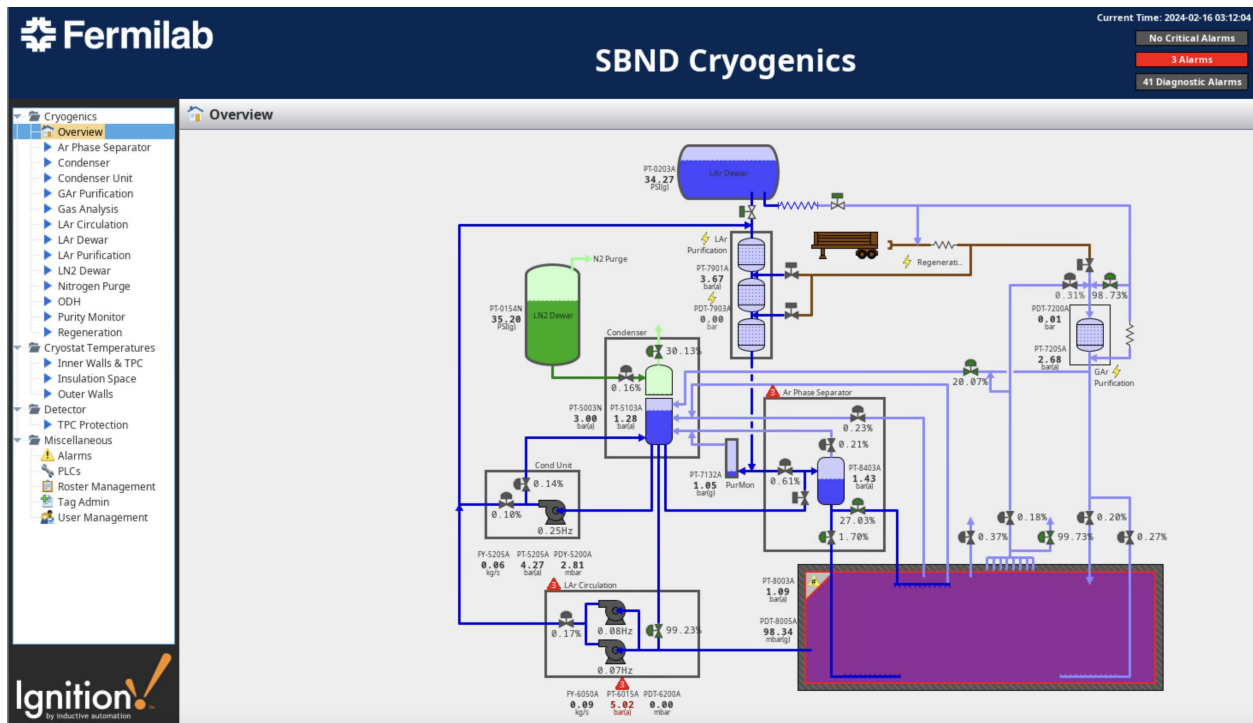 Fermilab
SBND Cryogenics
Current Time: 2024-02-16 03:12:04
No Critical Alarms
3 Alarms
41 Diagnostic Alarms
Cryogenics
Overview
Ar Phase Separator
Condenser
Condenser Unit
GAr Purification
Gas Analysis
LAr Circulation
LAr Dewar
LAr Purification
LN2 Dewar
Nitrogen Purge
ODH
Purity Monitor
Regeneration
Cryostat Temperatures
Inner Walls & TPC
Insulation Space
Outer Walls
Detector
TPC Protection
Miscellaneous
Alarms
PLCs
Roster Management
Tag Admin
User Management
Ignition!
by inductive automation
Overview
PT-0203A
34.27
PSI(g)
LAr Dewar
LAr
Purification
PT-7901A
3.67
bar(a)
PDT-7903A
0.00
bar
Regenerati..
N2 Purge
PT-0154N
35.20
PSI(g)
LN2 Dewar
Condenser
30.13%
0.16%
PT-5003N
3.00
bar(a)
PT-5103A
1.28
bar(a)
0.31%
98.73%
PDT-7200A
0.01
bar
PT-7205A
2.68
bar(a)
GAr
Purification
20.07%
3
Ar Phase Separator
0.23%
0.21%
PT-8403A
1.43
bar(a)
0.61%
27.03%
1.70%
PT-7132A
1.05
bar(g)
PurMon
Cond Unit
0.14%
0.10%
0.25Hz
FY-5205A
0.06
kg/s
PT-5205A
4.27
bar(a)
PDY-5200A
2.81
mbar
3
LAr Circulation
0.17%
0.08Hz
0.07Hz
99.23%
3
FY-6050A
0.09
kg/s
PT-6015A
5.02
bar(a)
PDT-6200A
0.00
mbar
0.37%
0.18%
99.73%
0.20%
0.27%
PT-8003A
1.09
bar(a)
PDT-8005A
98.34
mbar(g)